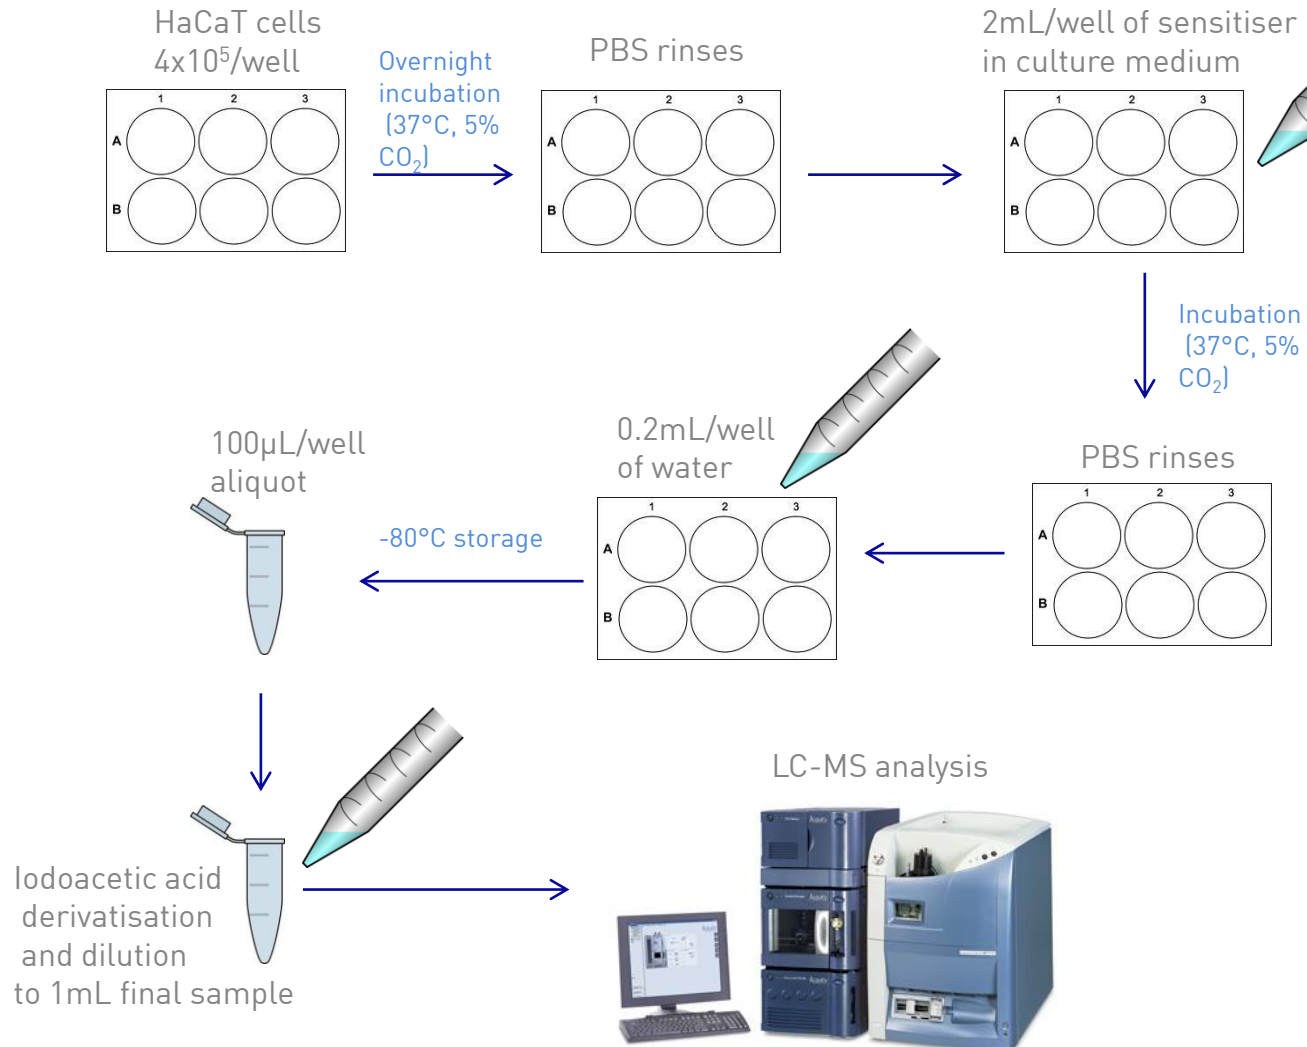 HaCaT cells
4x10⁵/well
Overnight
incubation
(37°C, 5%
CO₂)
PBS rinses
2mL/well of sensitiser
in culture medium
1 2 3
A
B
1 2 3
A
B
1 2 3
A
B
Incubation
(37°C, 5%
CO₂)
100µL/well
aliquot
-80°C storage
0.2mL/well
of water
PBS rinses
1 2 3
A
B
1 2 3
A
B
Iodoacetic acid
derivatisation
and dilution
to 1mL final sample
LC-MS analysis